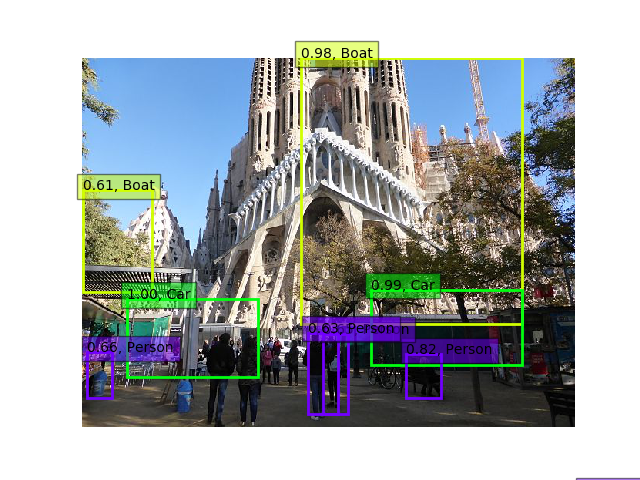 0.98, Boat
0.61, Boat
0.99, Car
1.00, Car
0.63, Person
0.66, Person
0.82, Person